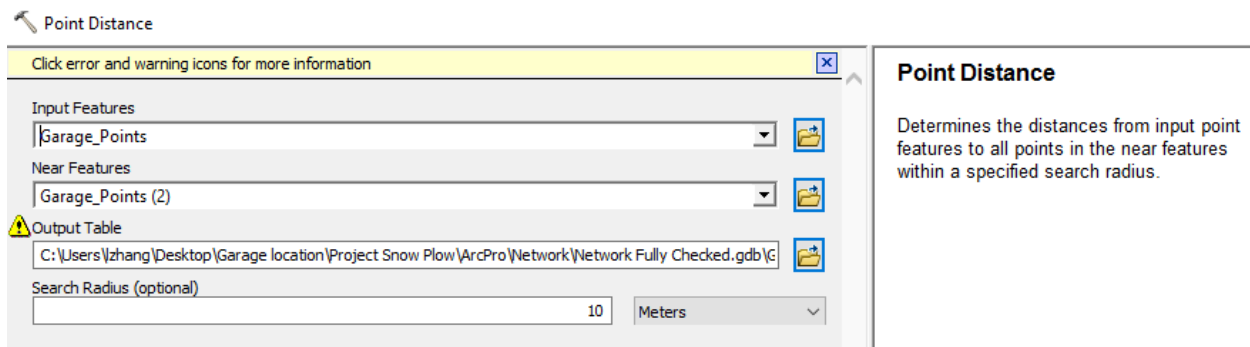 Point Distance
Click error and warning icons for more information
Input Features
Garage_Points
Near Features
Garage_Points (2)
Output Table
C:\Users\lzhang\Desktop\Garage location\Project Snow Plow\ArcPro\Network\Network Fully Checked.gdb\G
Search Radius (optional)
10 Meters
Point Distance
Determines the distances from input point
features to all points in the near features
within a specified search radius.